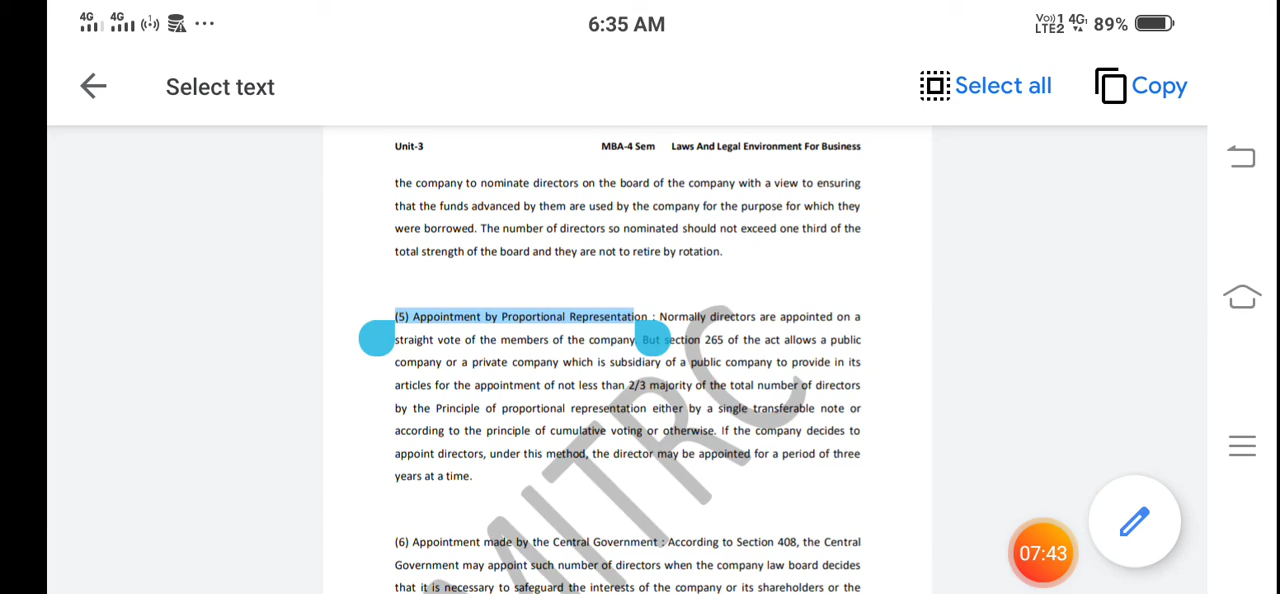 4G 4G 6:35 AM Vo))1 4G 89%
LTE2
Select text Select all Copy
Unit-3 MBA-4 Sem Laws And Legal Environment For Business
the company to nominate directors on the board of the company with a view to ensuring
that the funds advanced by them are used by the company for the purpose for which they
were borrowed. The number of directors so nominated should not exceed one third of the
total strength of the board and they are not to retire by rotation.
(5) Appointment by Proportional Representation : Normally directors are appointed on a
straight vote of the members of the company. But section 265 of the act allows a public
company or a private company which is subsidiary of a public company to provide in its
articles for the appointment of not less than 2/3 majority of the total number of directors
by the Principle of proportional representation either by a single transferable note or
according to the principle of cumulative voting or otherwise. If the company decides to
appoint directors, under this method, the director may be appointed for a period of three
years at a time.
(6) Appointment made by the Central Government : According to Section 408, the Central
Government may appoint such number of directors when the company law board decides
that it is necessary to safeguard the interests of the company or its shareholders or the
MITRC
07:43